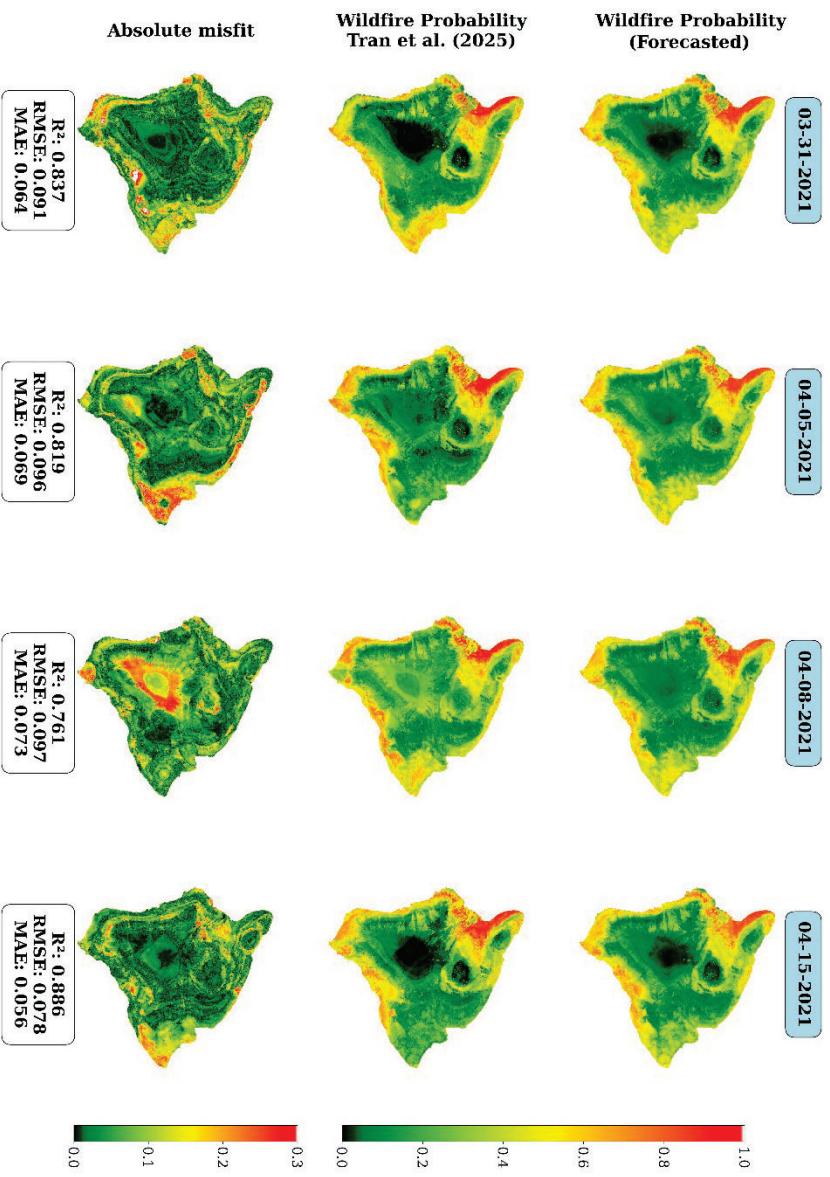 03-31-2021
04-05-2021
04-08-2021
04-15-2021
Wildfire Probability
(Forecasted)
1.0
0.8
0.6
0.4
0.2
0.0
Wildfire Probability
Tran et al. (2025)
Absolute misfit
0.3
0.2
0.1
0.0
R²: 0.837
RMSE: 0.091
MAE: 0.064
R²: 0.819
RMSE: 0.096
MAE: 0.069
R²: 0.761
RMSE: 0.097
MAE: 0.073
R²: 0.886
RMSE: 0.078
MAE: 0.056